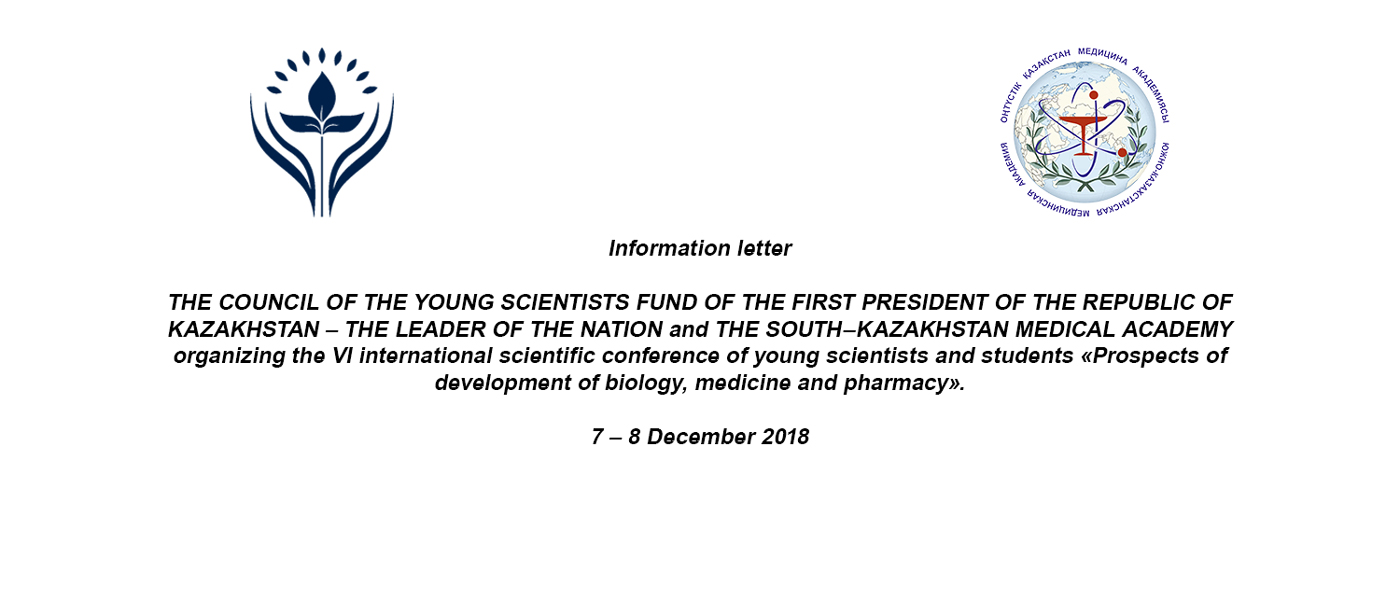 ОҢТҮСТІК ҚАЗАҚСТАН МЕДИЦИНА АКАДЕМИЯСЫ
ЮЖНО-КАЗАХСТАНСКАЯ МЕДИЦИНСКАЯ АКАДЕМИЯ
Information letter
THE COUNCIL OF THE YOUNG SCIENTISTS FUND OF THE FIRST PRESIDENT OF THE REPUBLIC OF
KAZAKHSTAN – THE LEADER OF THE NATION and THE SOUTH–KAZAKHSTAN MEDICAL ACADEMY
organizing the VI international scientific conference of young scientists and students «Prospects of
development of biology, medicine and pharmacy».
7 – 8 December 2018